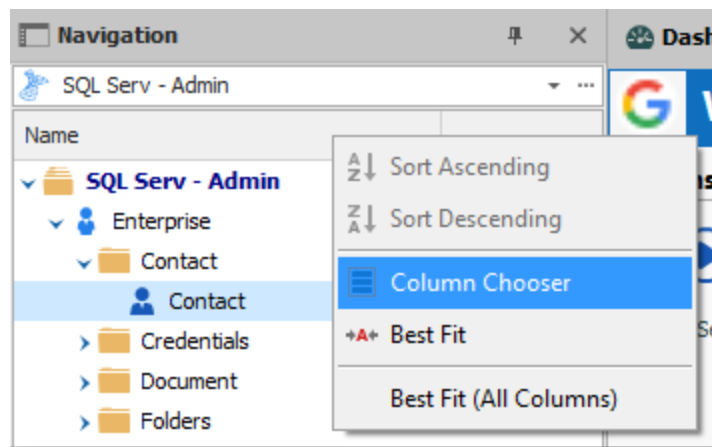 Navigation
Dash
SQL Serv - Admin
Name
SQL Serv - Admin
Enterprise
Contact
Contact
Credentials
Document
Folders
Sort Ascending
Sort Descending
Column Chooser
Best Fit
Best Fit (All Columns)